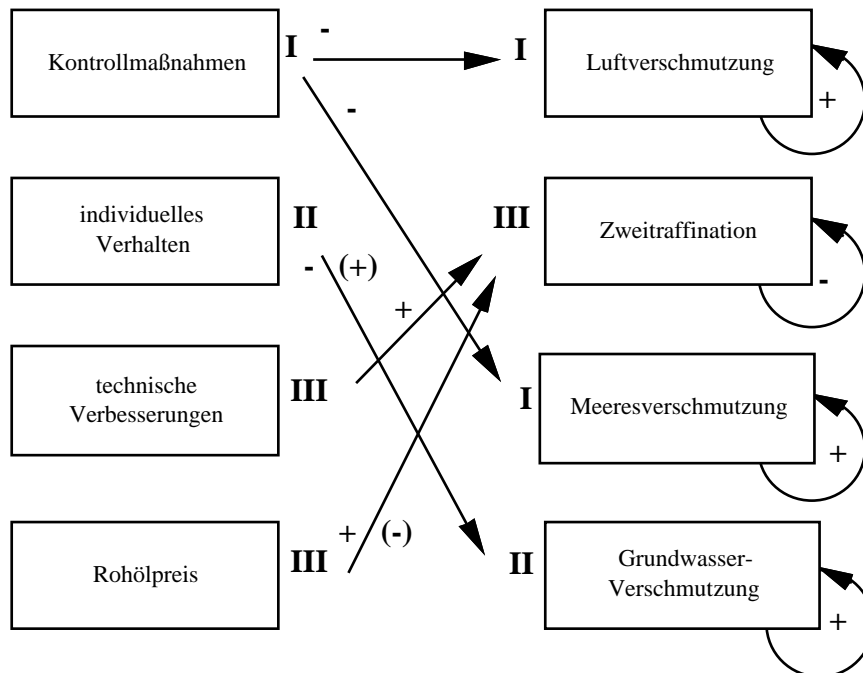 Kontrollmaßnahmen
I
-
-
I
Luftverschmutzung
+
individuelles
Verhalten
II
-
(+)
III
Zweitraffination
-
technische
Verbesserungen
III
+
I
Meeresverschmutzung
+
Rohölpreis
III
+
(-)
II
Grundwasser-
Verschmutzung
+